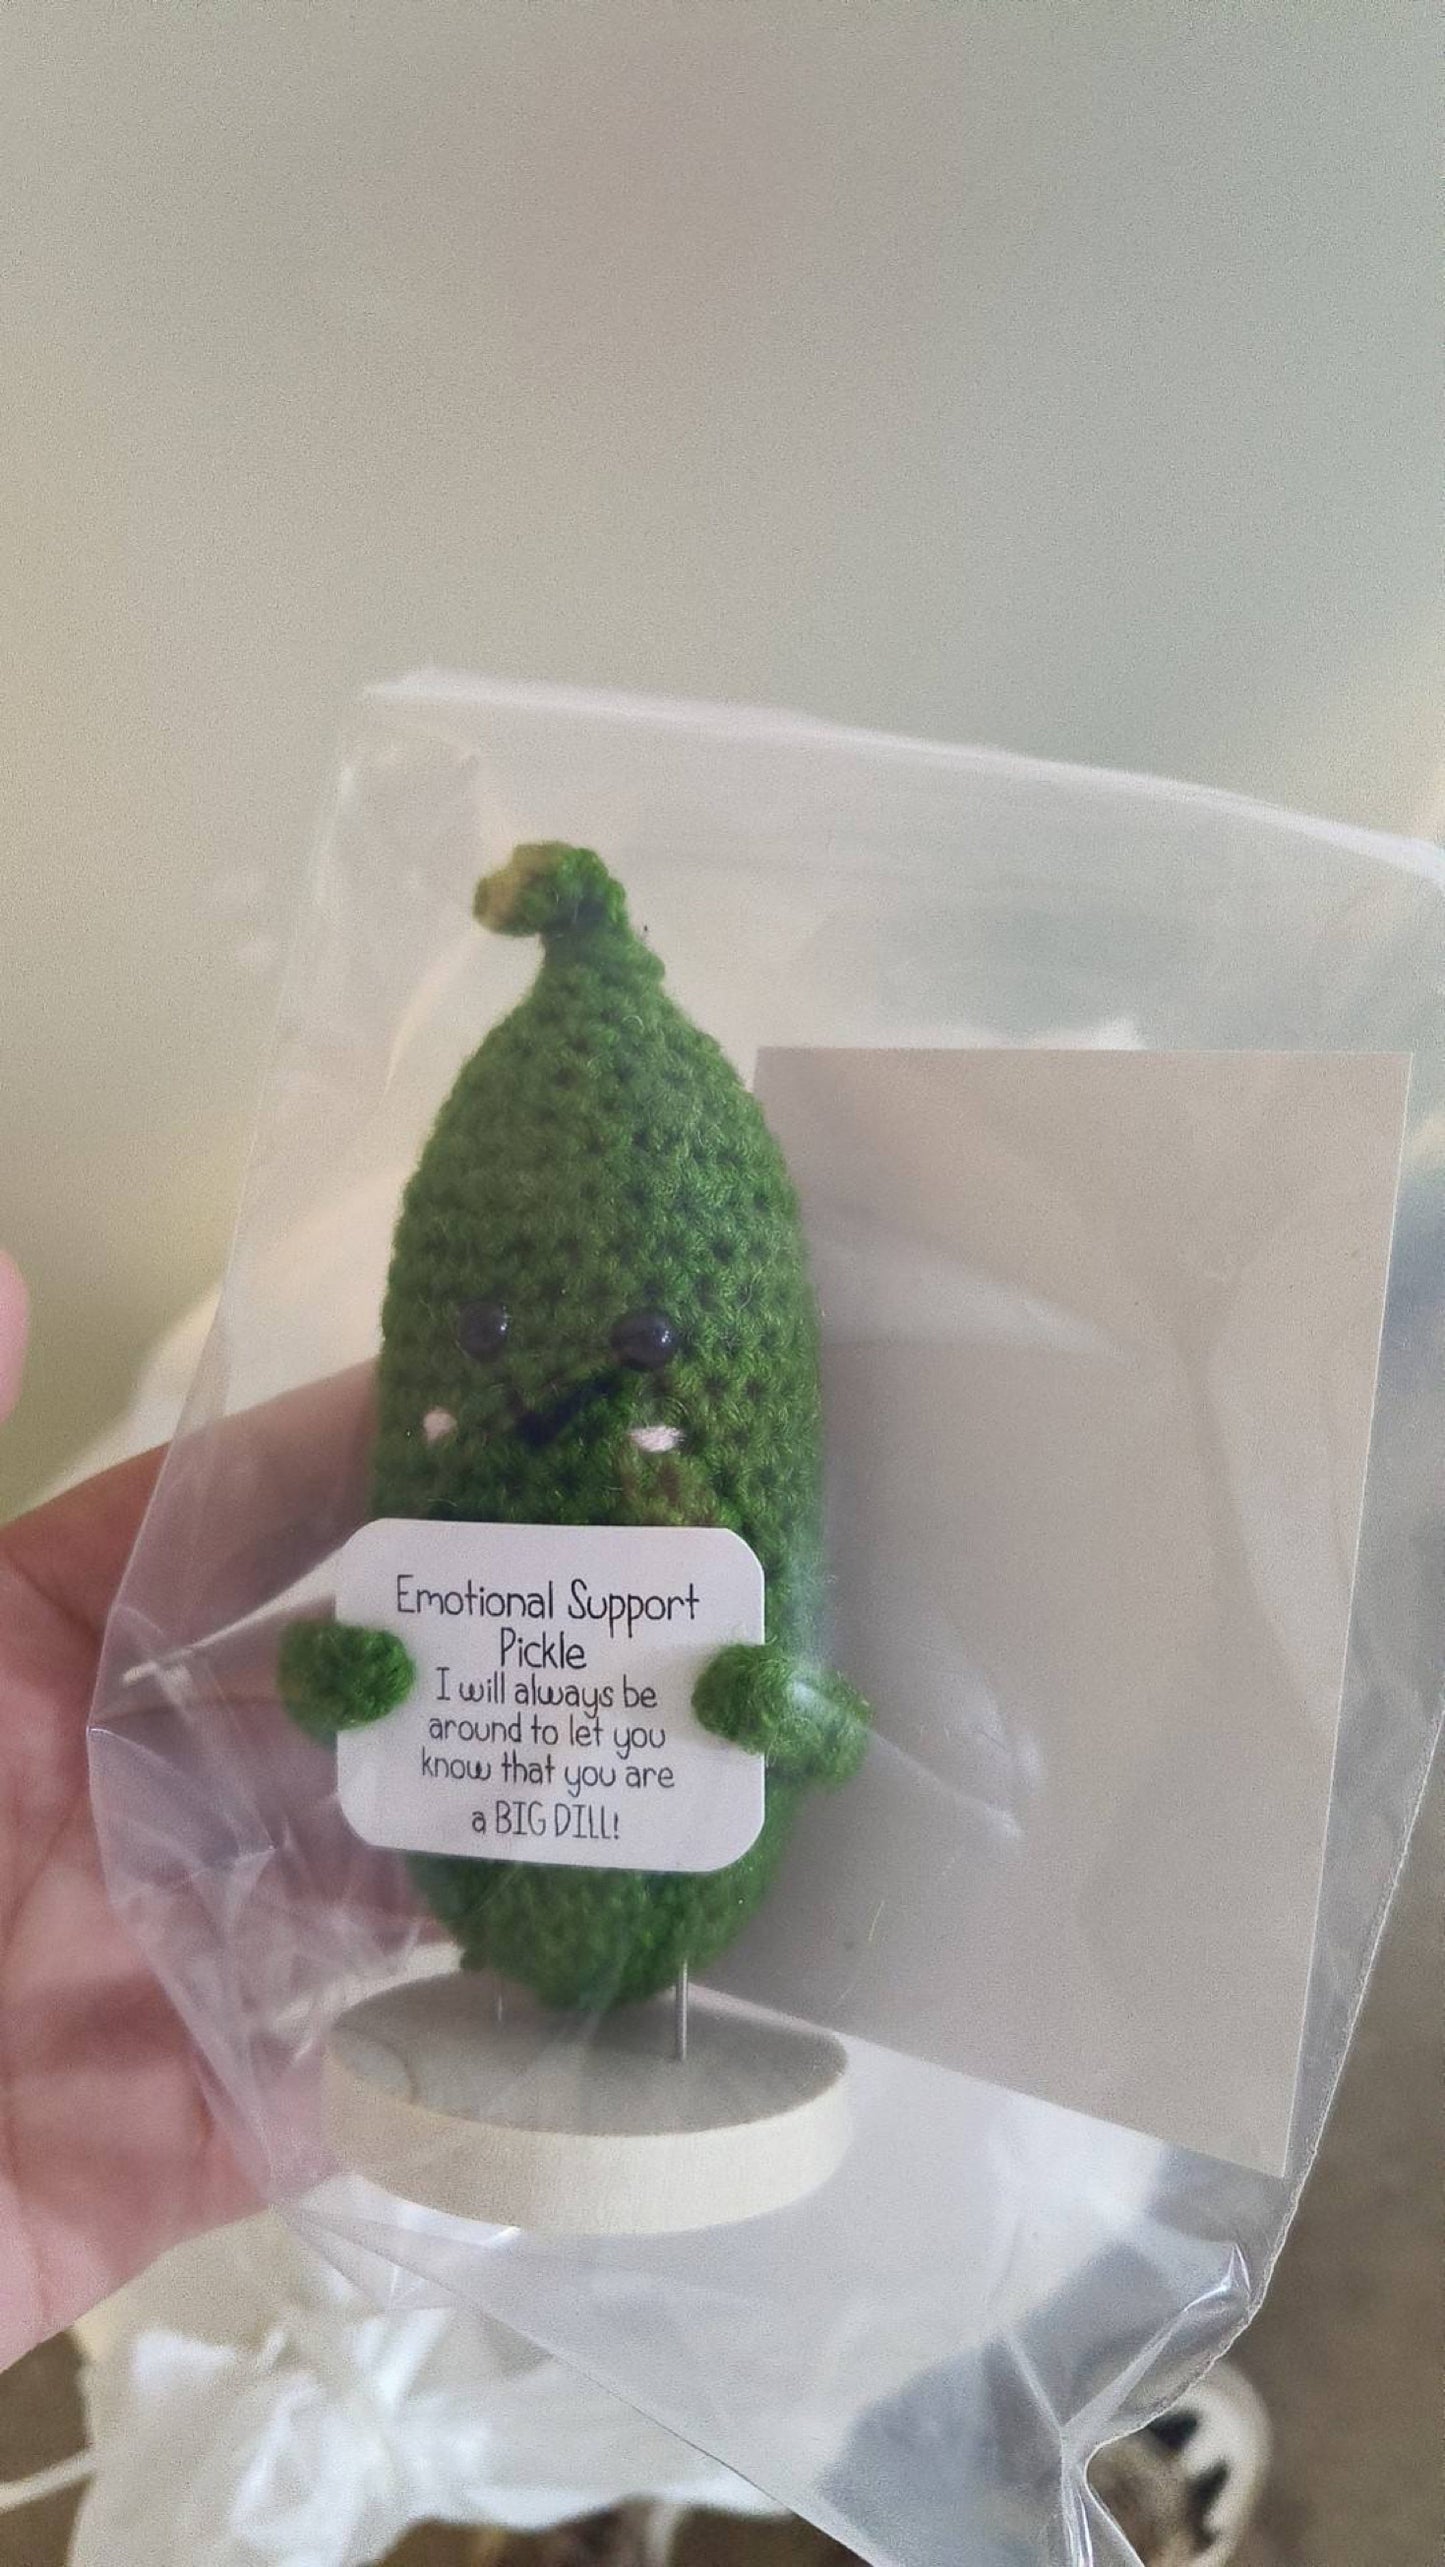 Emotional Support
Pickle
I will always be
around to let you
know that you are
a BIG DILL!